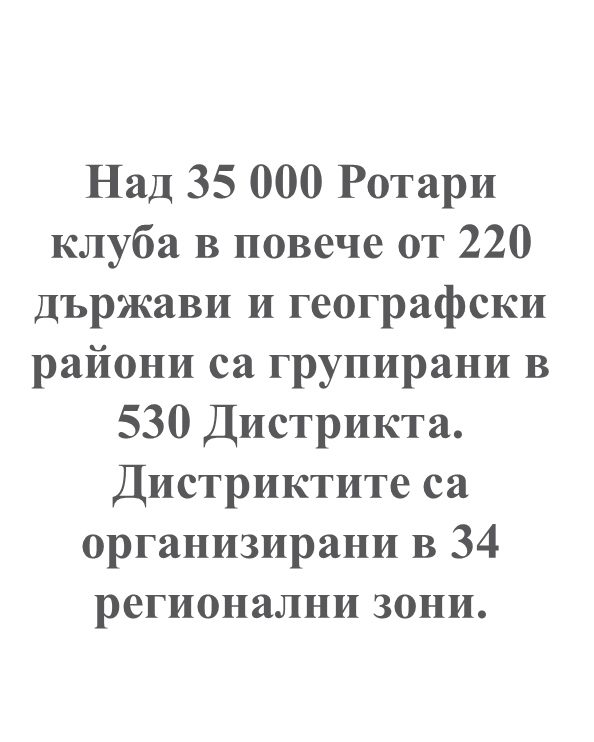 Над 35 000 Ротари
клуба в повече от 220
държави и географски
райони са групирани в
530 Дистрикта.
Дистриктите са
организирани в 34
регионални зони.